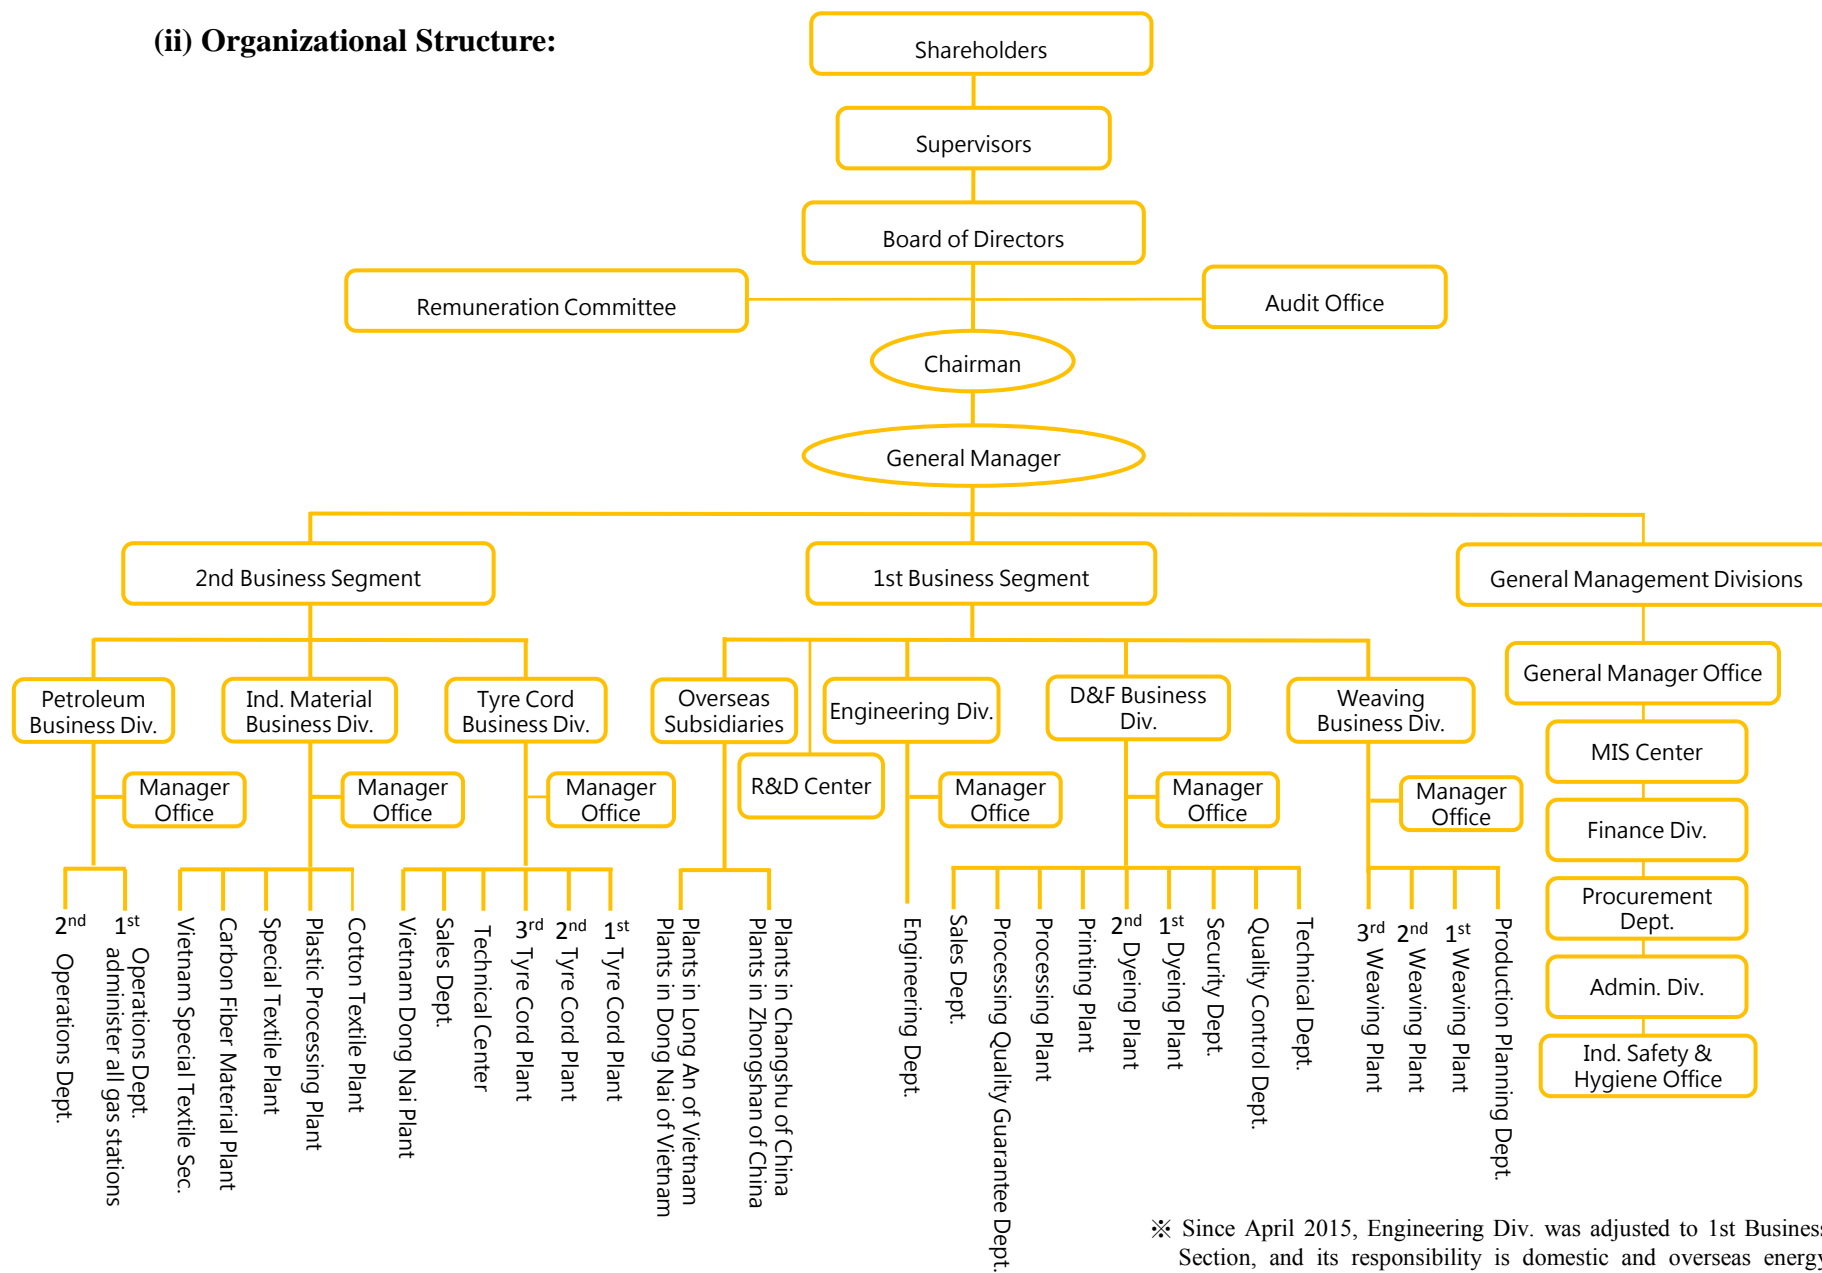 (ii) Organizational Structure:
Shareholders
Supervisors
Board of Directors
Remuneration Committee
Audit Office
Chairman
General Manager
2nd Business Segment
1st Business Segment
General Management Divisions
Petroleum
Business Div.
Ind. Material
Business Div.
Tyre Cord
Business Div.
Overseas
Subsidiaries
Engineering Div.
D&F Business
Div.
Weaving
Business Div.
General Manager Office
Manager
Office
Manager
Office
Manager
Office
R&D Center
Manager
Office
Manager
Office
Manager
Office
MIS Center
Finance Div.
Procurement
Dept.
Admin. Div.
Ind. Safety &
Hygiene Office
2nd Operations Dept.
1st Operations Dept.
administer all gas stations
Vietnam Special Textile Sec.
Carbon Fiber Material Plant
Special Textile Plant
Plastic Processing Plant
Cotton Textile Plant
Vietnam Dong Nai Plant
Sales Dept.
Technical Center
3rd Tyre Cord Plant
2nd Tyre Cord Plant
1st Tyre Cord Plant
Plants in Long An of Vietnam
Plants in Dong Nai of Vietnam
Plants in Changshu of China
Plants in Zhongshan of China
Engineering Dept.
Sales Dept.
Processing Quality Guarantee Dept.
Processing Plant
Printing Plant
2nd Dyeing Plant
1st Dyeing Plant
Security Dept.
Quality Control Dept.
Technical Dept.
3rd Weaving Plant
2nd Weaving Plant
1st Weaving Plant
Production Planning Dept.
※ Since April 2015, Engineering Div. was adjusted to 1st Business
Section, and its responsibility is domestic and overseas energy